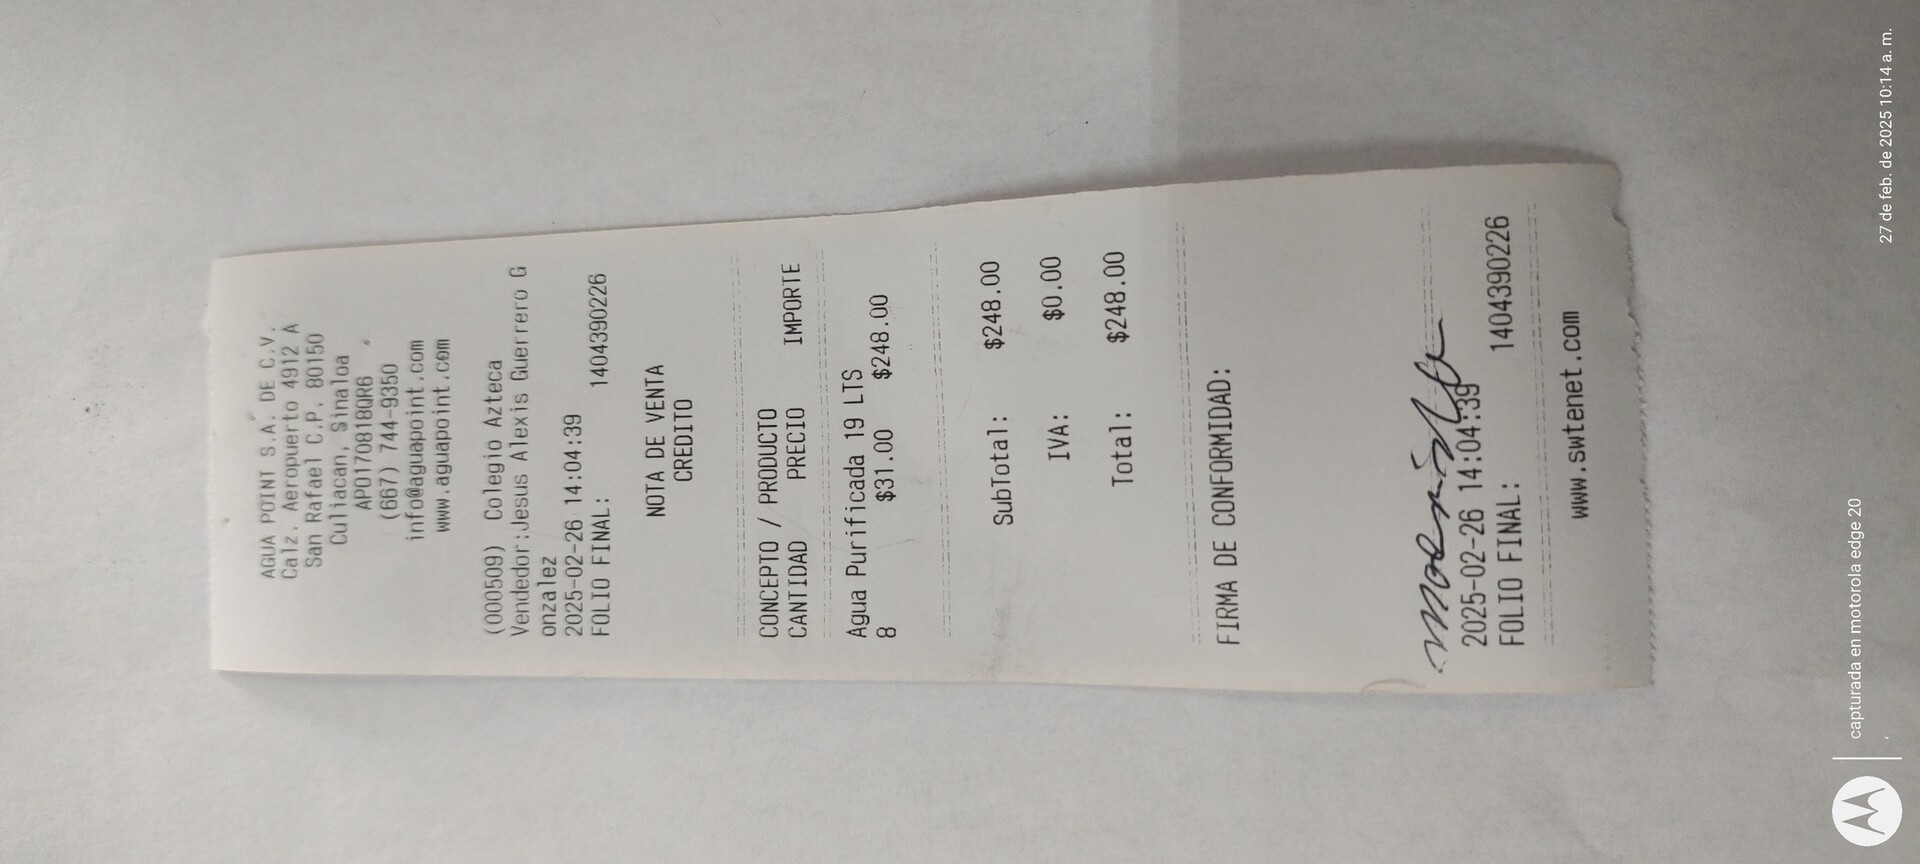 AGUA POINT S.A. DE C.V.
Calz. Aeropuerto 4912 A
San Rafael C.P. 80150
Culiacan, Sinaloa
APO170818QR6
(667) 744-9350
info@aguapoint.com
www.aguapoint.com
(000509) Colegio Azteca
Vendedor:Jesus Alexis Guerrero G
onzalez
2025-02-26 14:04:39
FOLIO FINAL: 1404390226
NOTA DE VENTA
CREDITO
CONCEPTO / PRODUCTO
CANTIDAD PRECIO IMPORTE
Agua Purificada 19 LTS
8 $31.00 $248.00
SubTotal: $248.00
IVA: $0.00
Total: $248.00
FIRMA DE CONFORMIDAD:
2025-02-26 14:04:39
FOLIO FINAL: 1404390226
www.swtenet.com
capturada en motorola edge 20
27 de feb. de 2025 10:14 a. m.